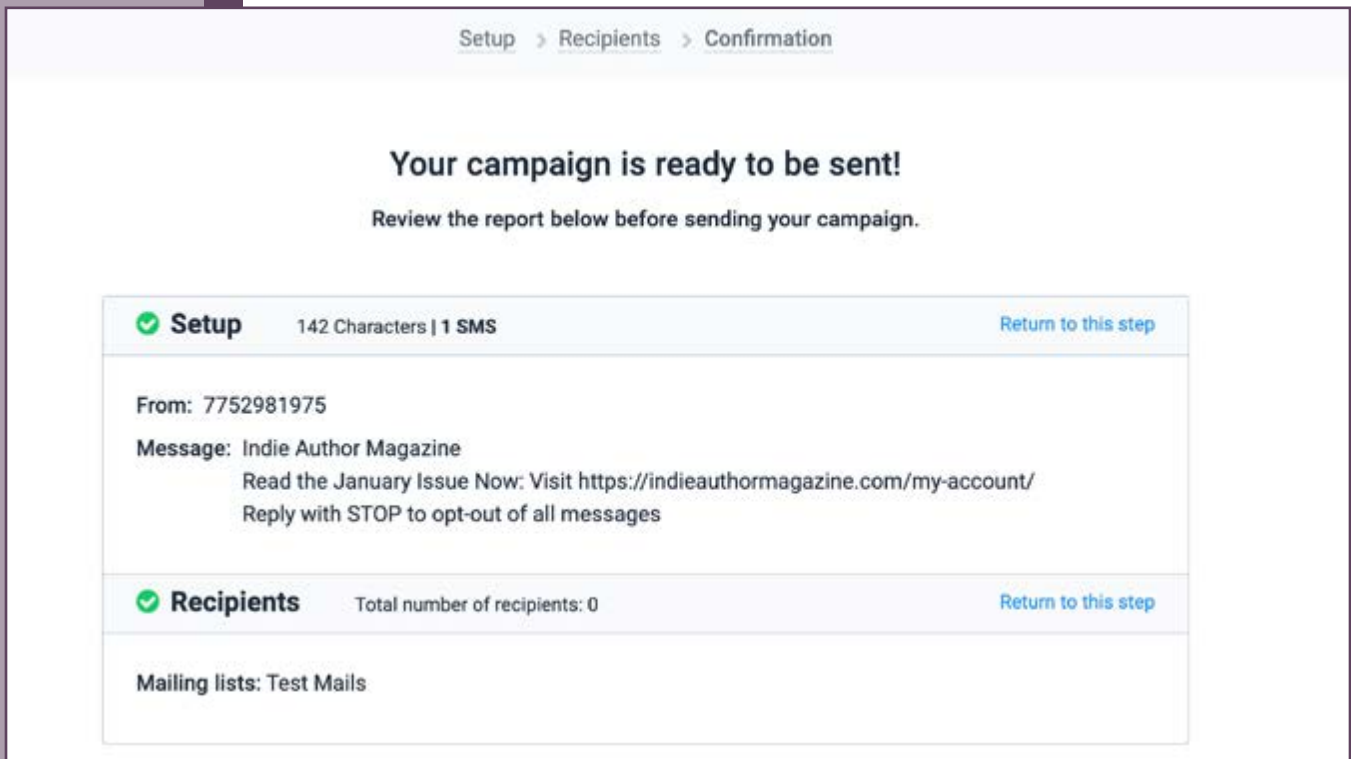 Setup > Recipients > Confirmation
Your campaign is ready to be sent!
Review the report below before sending your campaign.
Setup 142 Characters | 1 SMS Return to this step
From: 7752981975
Message: Indie Author Magazine
Read the January Issue Now: Visit https://indieauthormagazine.com/my-account/
Reply with STOP to opt-out of all messages
Recipients Total number of recipients: 0 Return to this step
Mailing lists: Test Mails